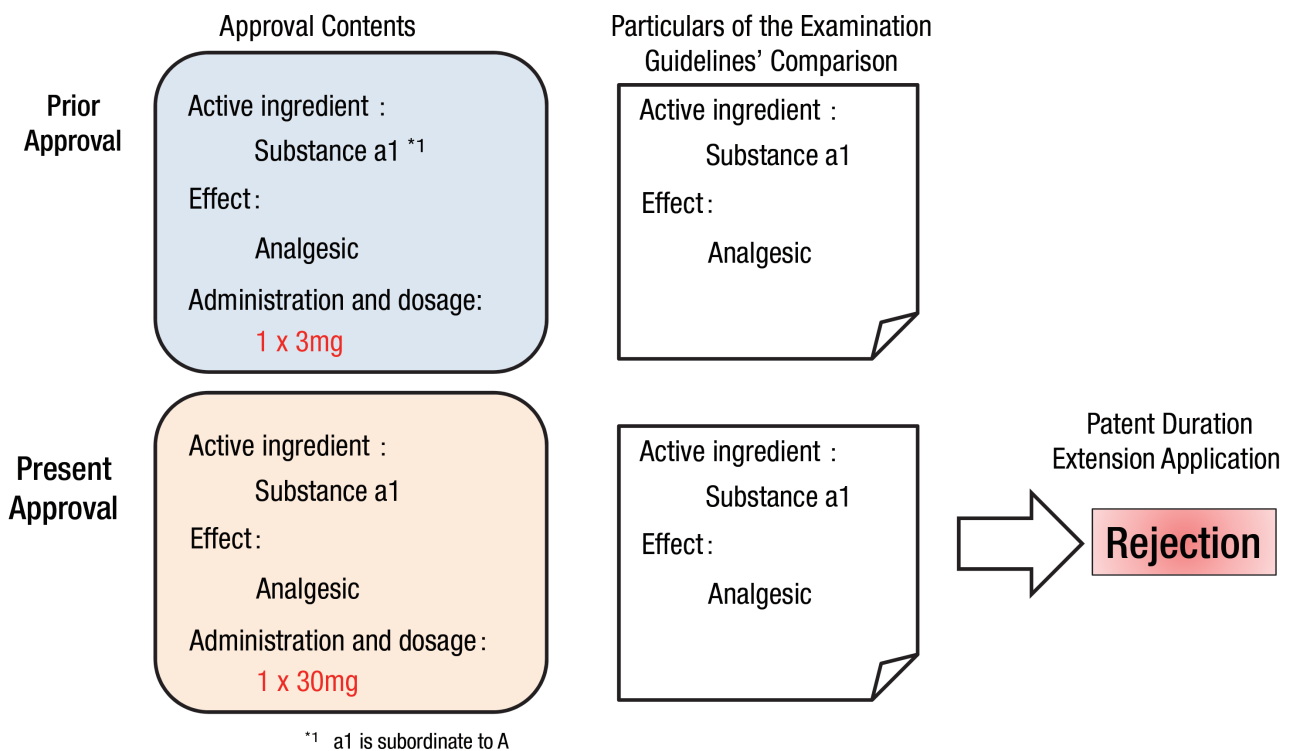 Approval Contents
Particulars of the Examination
Guidelines’ Comparison
Prior
Approval
Active ingredient :
Substance a1 *1
Effect :
Analgesic
Administration and dosage:
1 x 3mg
Active ingredient :
Substance a1
Effect :
Analgesic
Present
Approval
Active ingredient :
Substance a1
Effect :
Analgesic
Administration and dosage :
1 x 30mg
Active ingredient :
Substance a1
Effect :
Analgesic
Patent Duration
Extension Application
Rejection
*1 a1 is subordinate to A